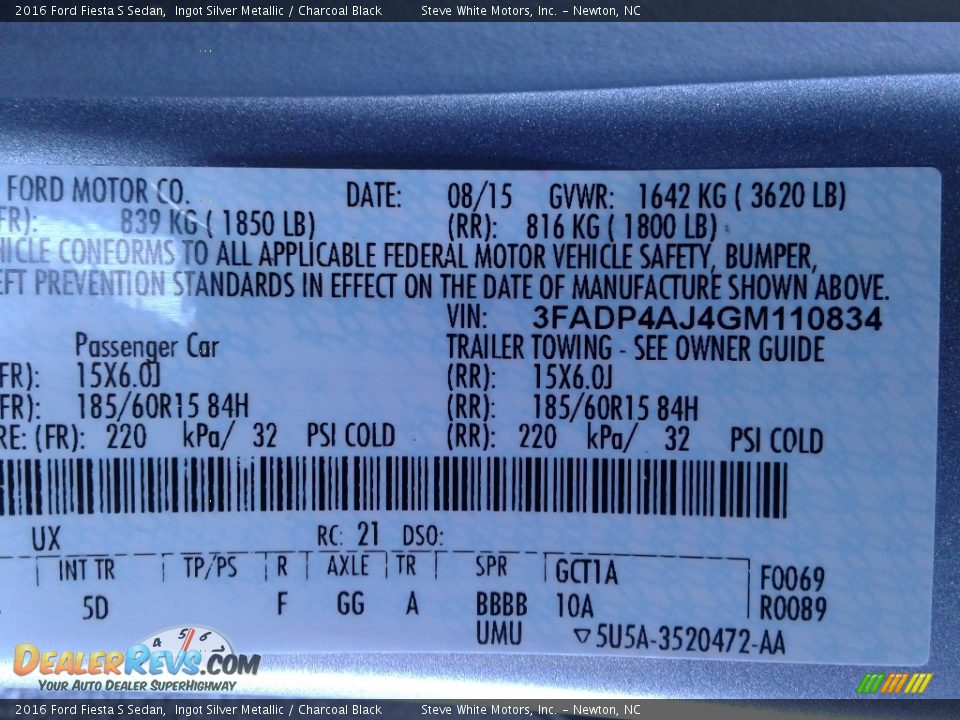 2016 Ford Fiesta S Sedan, Ingot Silver Metallic / Charcoal Black Steve White Motors, Inc. – Newton, NC
FORD MOTOR CO. DATE: 08/15 GVWR: 1642 KG ( 3620 LB)
FR): 839 KG ( 1850 LB) (RR): 816 KG ( 1800 LB)
HICLE CONFORMS TO ALL APPLICABLE FEDERAL MOTOR VEHICLE SAFETY, BUMPER,
EFT PREVENTION STANDARDS IN EFFECT ON THE DATE OF MANUFACTURE SHOWN ABOVE.
VIN: 3FADP4AJ4GM110834
Passenger Car TRAILER TOWING - SEE OWNER GUIDE
FR): 15X6.0J (RR): 15X6.0J
FR): 185/60R15 84H (RR): 185/60R15 84H
RE: (FR): 220 kPa/ 32 PSI COLD (RR): 220 kPa/ 32 PSI COLD
UX RC: 21 DSO:
INT TR TP/PS R AXLE TR SPR GCT1A F0069
5D F GG A BBBB 10A R0089
UMU ▽5U5A-3520472-AA
4 5 6
DealerRevs.com
Your Auto Dealer SuperHighway
2016 Ford Fiesta S Sedan, Ingot Silver Metallic / Charcoal Black Steve White Motors, Inc. – Newton, NC